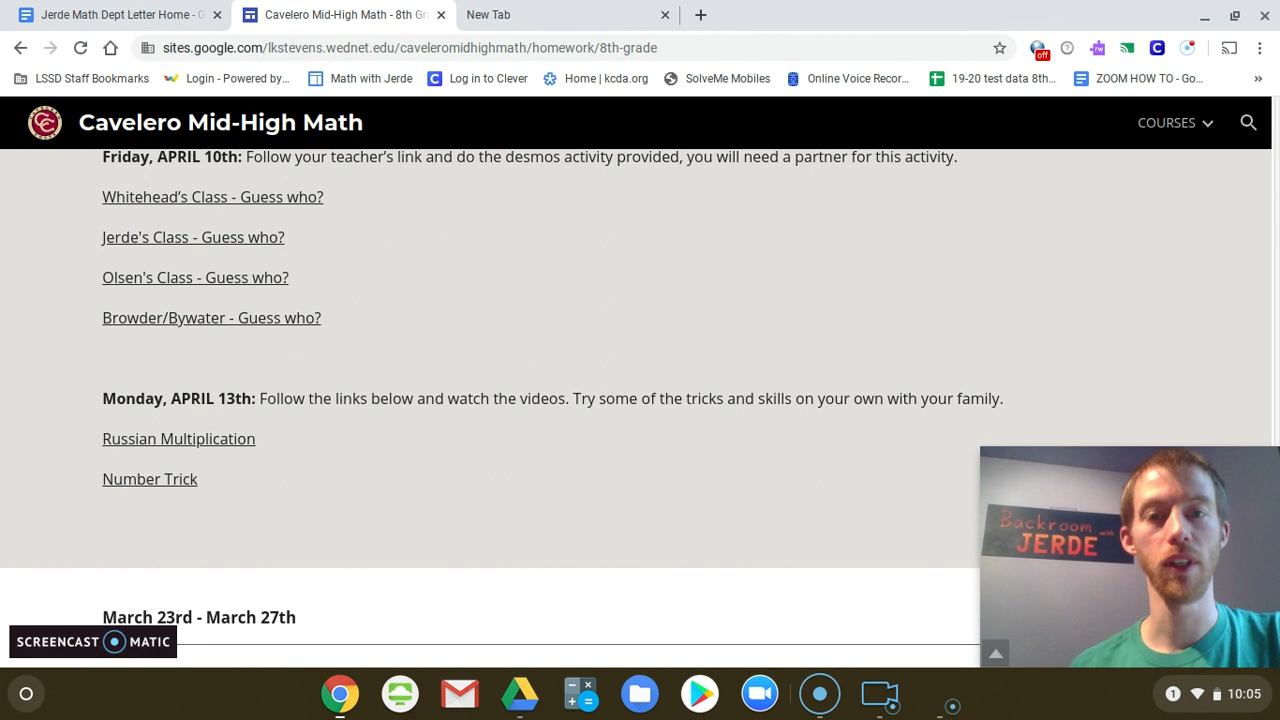 Jerde Math Dept Letter Home - G
Cavelero Mid-High Math - 8th Gr
New Tab
sites.google.com/lkstevens.wednet.edu/caveleromidhighmath/homework/8th-grade
off
LSSD Staff Bookmarks
Login - Powered by...
Math with Jerde
Log in to Clever
Home | kcda.org
SolveMe Mobiles
Online Voice Recor...
19-20 test data 8th...
ZOOM HOW TO - Go...
»
CC
Cavelero Mid-High Math
COURSES
Friday, APRIL 10th: Follow your teacher's link and do the desmos activity provided, you will need a partner for this activity.
Whitehead's Class - Guess who?
Jerde's Class - Guess who?
Olsen's Class - Guess who?
Browder/Bywater - Guess who?
Monday, APRIL 13th: Follow the links below and watch the videos. Try some of the tricks and skills on your own with your family.
Russian Multiplication
Number Trick
Backroom with
JERDE
March 23rd - March 27th
SCREENCAST MATIC
1
10:05